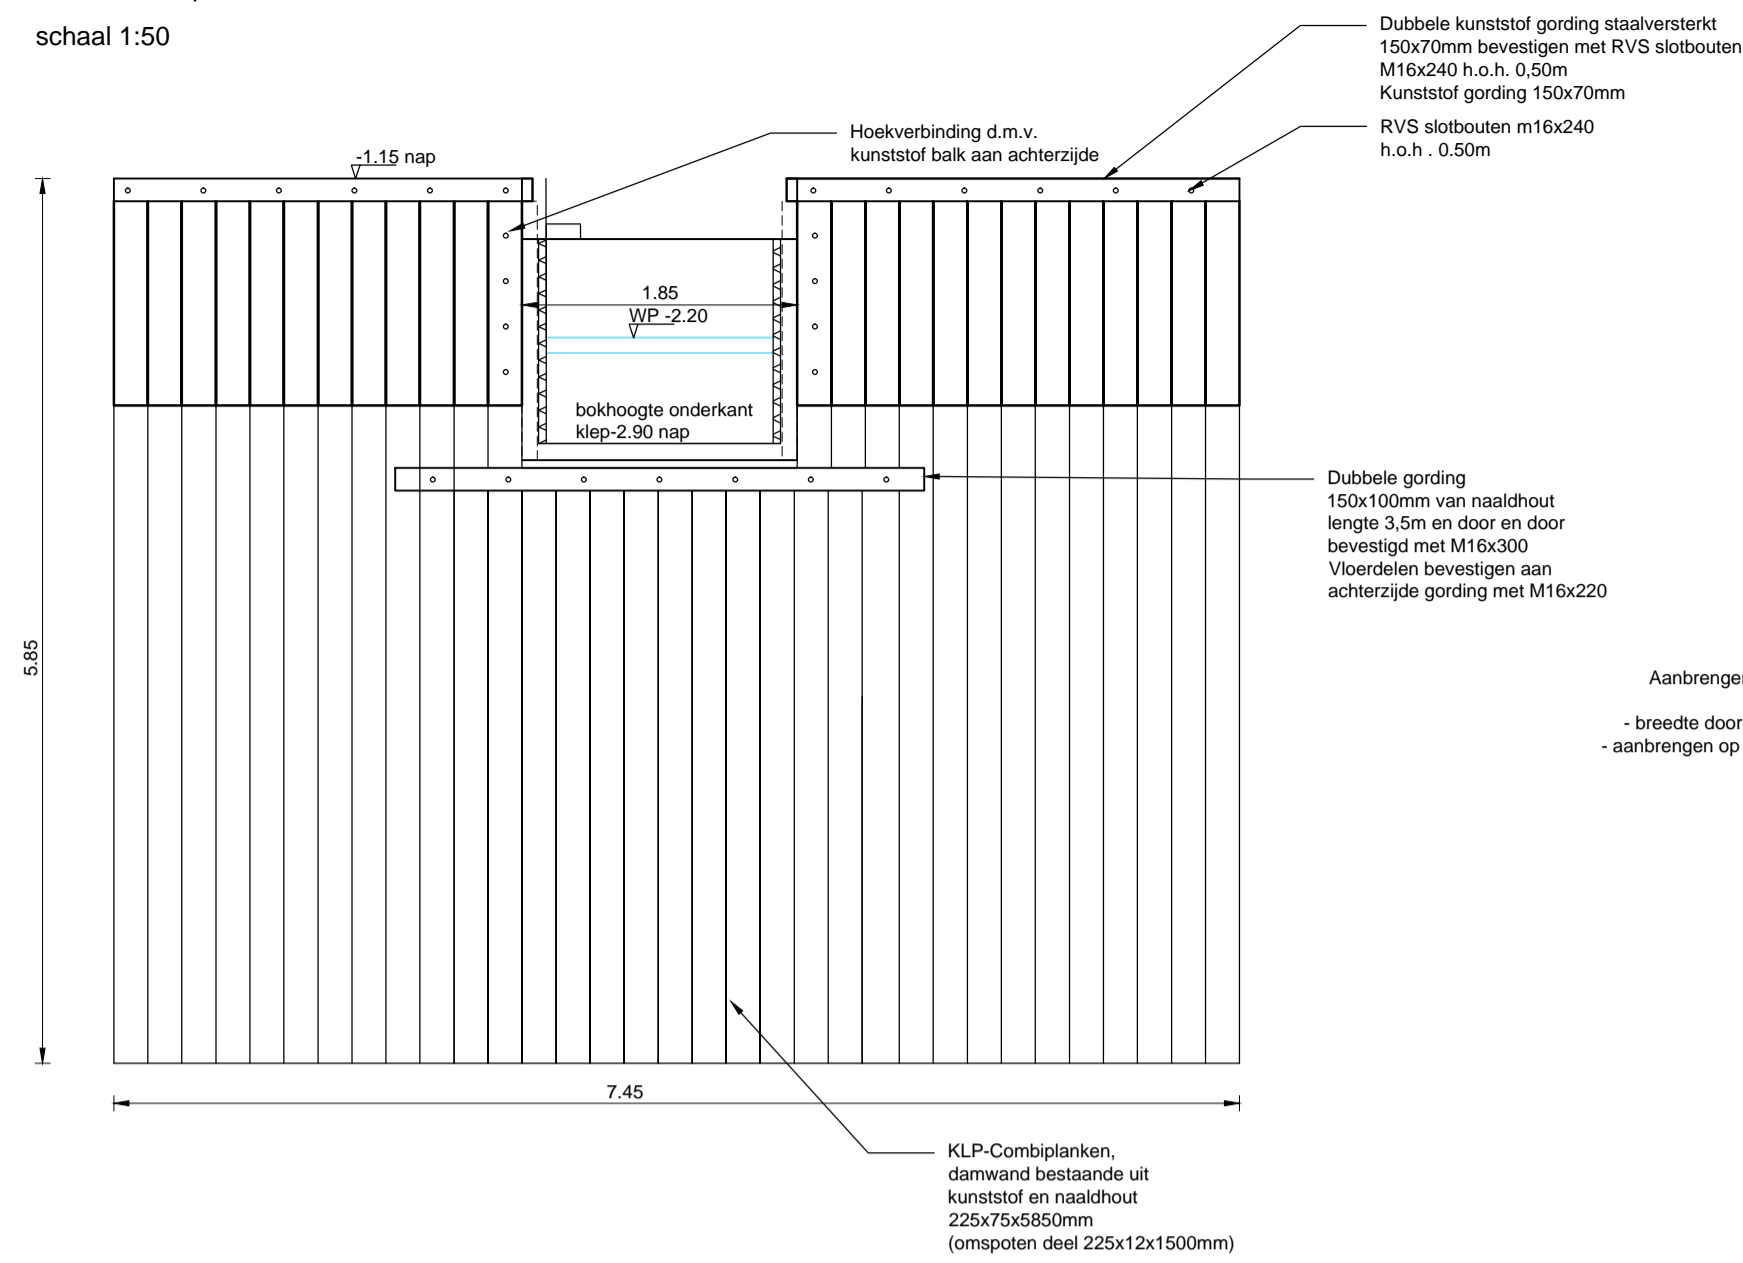 schaal 1:50
Dubbele kunststof gording staalversterkt
150x70mm bevestigen met RVS slotbouten
M16x240 h.o.h. 0,50m
Kunststof gording 150x70mm
RVS slotbouten m16x240
h.o.h . 0.50m
Hoekverbinding d.m.v.
kunststof balk aan achterzijde
-1.15 nap
1.85
WP -2.20
bokhoogte onderkant
klep-2.90 nap
Dubbele gording
150x100mm van naaldhout
lengte 3,5m en door en door
bevestigd met M16x300
Vloerdelen bevestigen aan
achterzijde gording met M16x220
5.85
Aanbrengen
- breedte door
- aanbrengen op
7.45
KLP-Combiplanken,
damwand bestaande uit
kunststof en naaldhout
225x75x5850mm
(omspoten deel 225x12x1500mm)